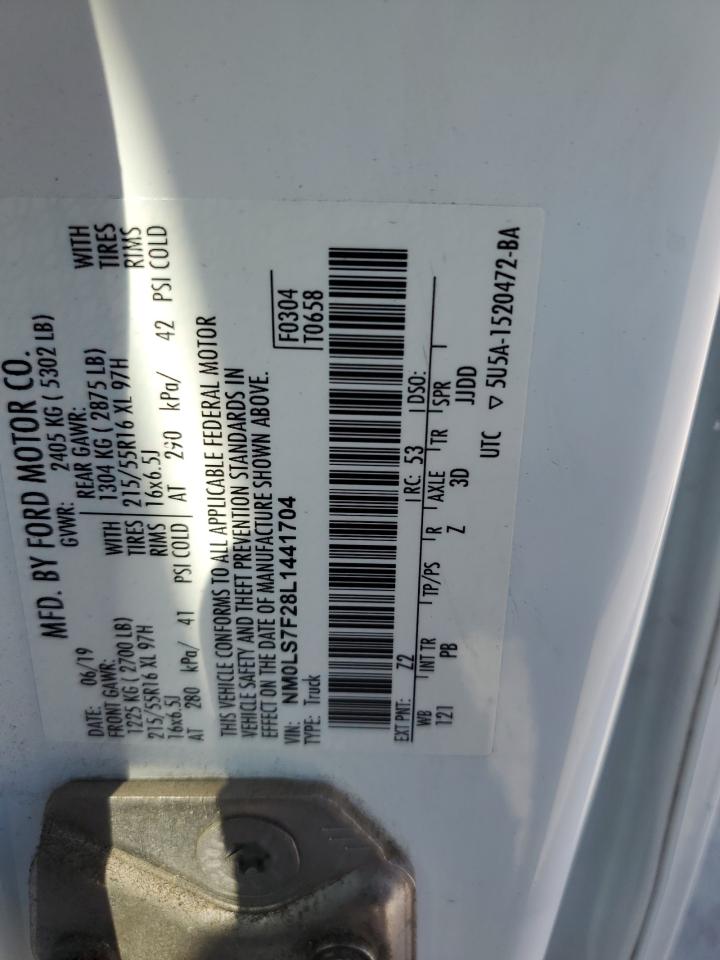 MFD. BY FORD MOTOR CO.
DATE: 06/19 GVWR: 2405 KG ( 5302 LB)
FRONT GAWR: REAR GAWR:
1225 KG ( 2700 LB) WITH 1304 KG ( 2875 LB) WITH
215/55R16 XL 97H TIRES 215/55R16 XL 97H TIRES
16x6.5J RIMS 16x6.5J RIMS
AT 280 kPa/ 41 PSI COLD AT 290 kPa/ 42 PSI COLD
THIS VEHICLE CONFORMS TO ALL APPLICABLE FEDERAL MOTOR
VEHICLE SAFETY AND THEFT PREVENTION STANDARDS IN
EFFECT ON THE DATE OF MANUFACTURE SHOWN ABOVE.
VIN: NM0LS7F28L1441704 F0304
TYPE: Truck T0658
EXT PNT: Z2 RC: 53 DSO:
WB INT TR TP/PS R AXLE TR SPR
121 PB Z 3D JJDD
UTC ▽ 5U5A-1520472-BA